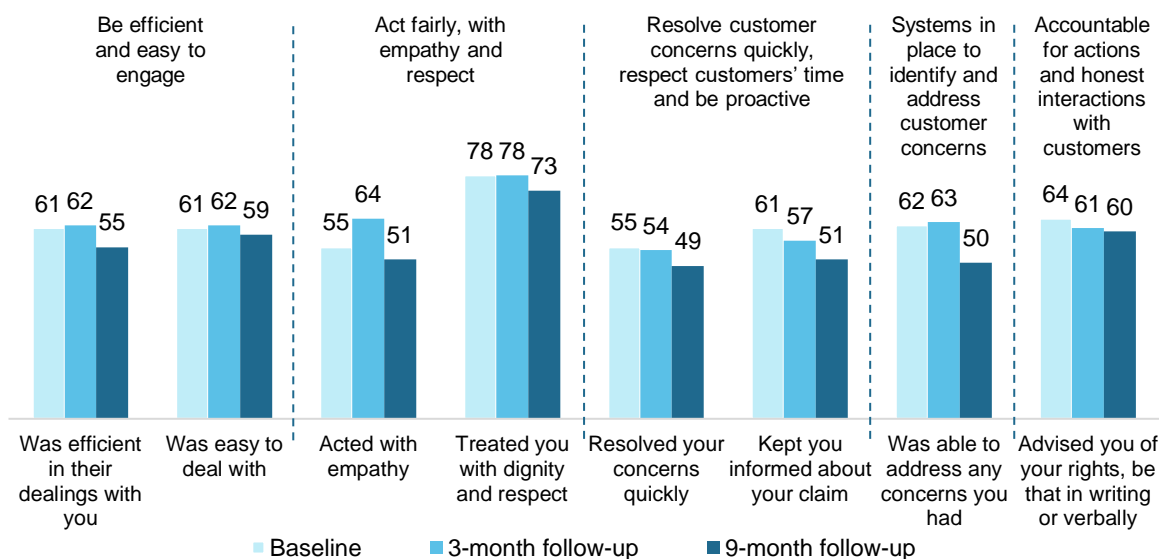 Be efficient
and easy to
engage
Act fairly, with
empathy and
respect
Resolve customer
concerns quickly,
respect customers’ time
and be proactive
Systems in
place to
identify and
address
customer
concerns
Accountable
for actions
and honest
interactions
with
customers
61 62 55
61 62 59
55 64 51
78 78 73
55 54 49
61 57 51
62 63 50
64 61 60
Was efficient
in their
dealings with
you
Was easy to
deal with
Acted with
empathy
Treated you
with dignity
and respect
Resolved your
concerns
quickly
Kept you
informed about
your claim
Was able to
address any
concerns you
had
Advised you of
your rights, be
that in writing
or verbally
Baseline
3-month follow-up
9-month follow-up